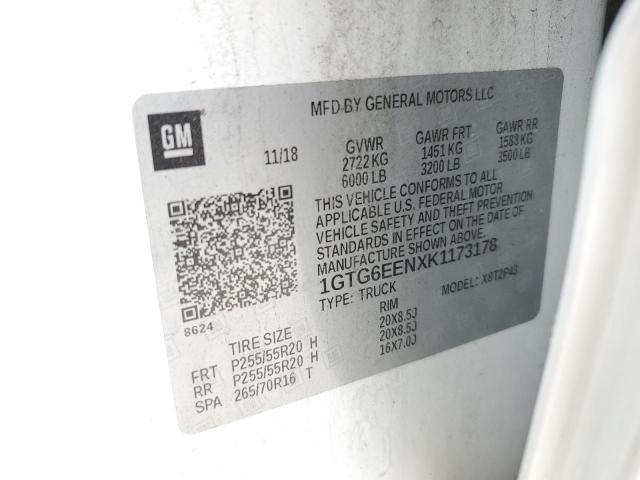 MFD BY GENERAL MOTORS LLC
GM
11/18 GVWR GAWR FRT GAWR RR
2722 KG 1451 KG 1588 KG
6000 LB 3200 LB 3500 LB
THIS VEHICLE CONFORMS TO ALL
APPLICABLE U.S. FEDERAL MOTOR
VEHICLE SAFETY AND THEFT PREVENTION
STANDARDS IN EFFECT ON THE DATE OF
MANUFACTURE SHOWN ABOVE.
1GTG6EENXK1173178
TYPE: TRUCK MODEL: X8T2P43
8624
TIRE SIZE RIM
FRT P255/55R20 H 20X8.5J
RR P255/55R20 H 20X8.5J
SPA 265/70R16 T 16X7.0J